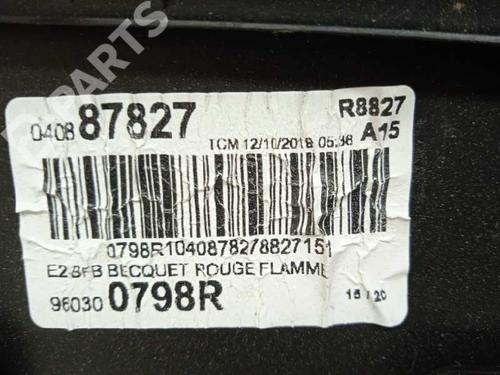 PARTS
0408 87827
R8827
TCM 12/10/2018 05:36
A15
0798R1040878278827151
E2 BFB BECQUET ROUGE FLAMME
96030 0798R
15 / 20